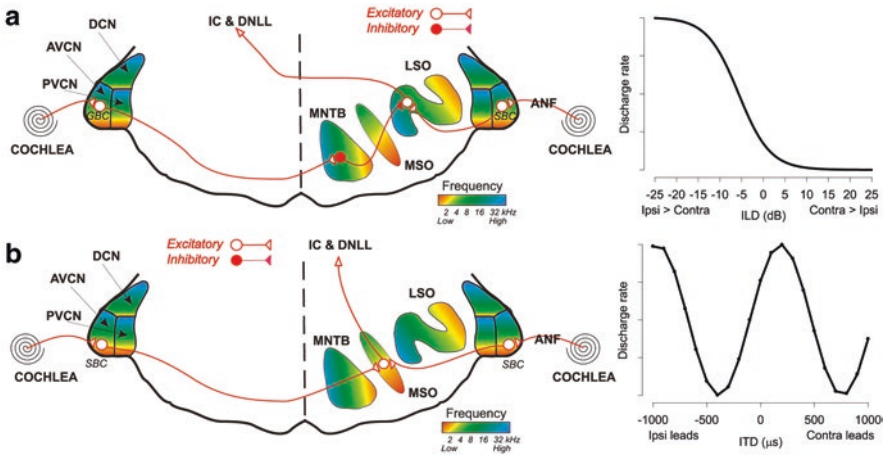 a
DCN
AVCN
PVCN
GBC
COCHLEA
IC & DNLL
Excitatory
Inhibitory
LSO
MNTB
MSO
SBC
ANF
COCHLEA
Frequency
2 4 8 16 32 kHz
Low High
Discharge rate
-25 -20 -15 -10 -5 0 5 10 15 20 25
Ipsi > Contra ILD (dB) Contra > Ipsi
b
DCN
AVCN
PVCN
SBC
COCHLEA
Excitatory
Inhibitory
IC & DNLL
LSO
MNTB
MSO
SBC
ANF
COCHLEA
Frequency
2 4 8 16 32 kHz
Low High
Discharge rate
-1000 -500 0 500 1000
Ipsi leads ITD (µs) Contra leads